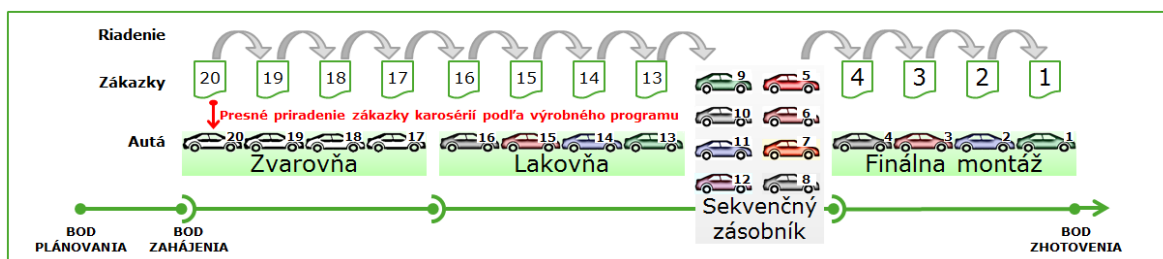 Riadenie
Zákazky
20 19 18 17 16 15 14 13 9 5 4 3 2 1
Presné priradenie zákazky karosérií podľa výrobného programu
10 6
Autá
20 19 18 17 16 15 14 13 11 7 4 3 2 1
Zvarovňa Lakovňa Finálna montáž
12 8
Sekvenčný
zásobník
BOD
PLÁNOVANIA
BOD
ZAHÁJENIA
BOD
ZHOTOVENIA